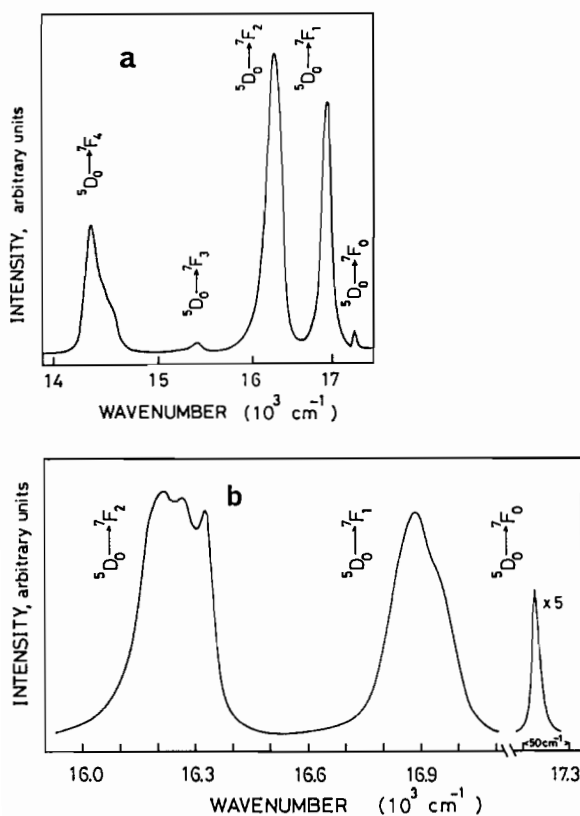 a
INTENSITY, arbitrary units
⁵D₀→⁷F₄
⁵D₀→⁷F₃
⁵D₀→⁷F₂
⁵D₀→⁷F₁
⁵D₀→⁷F₀
14 15 16 17
WAVENUMBER (10³ cm⁻¹)
b
INTENSITY, arbitrary units
⁵D₀→⁷F₂
⁵D₀→⁷F₁
⁵D₀→⁷F₀
x 5
50cm⁻¹
16.0 16.3 16.6 16.9 17.3
WAVENUMBER (10³ cm⁻¹)